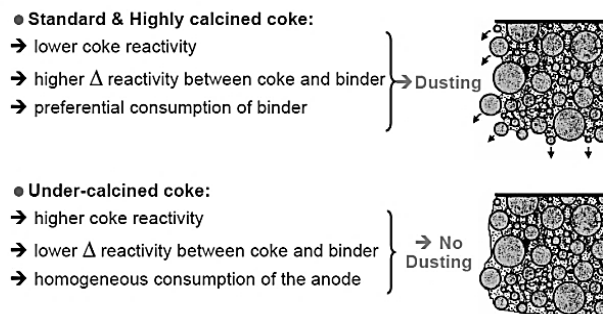 ● Standard & Highly calcined coke:
➔ lower coke reactivity
➔ higher Δ reactivity between coke and binder
➔ preferential consumption of binder
➔ Dusting
● Under-calcined coke:
➔ higher coke reactivity
➔ lower Δ reactivity between coke and binder
➔ homogeneous consumption of the anode
➔ No
Dusting